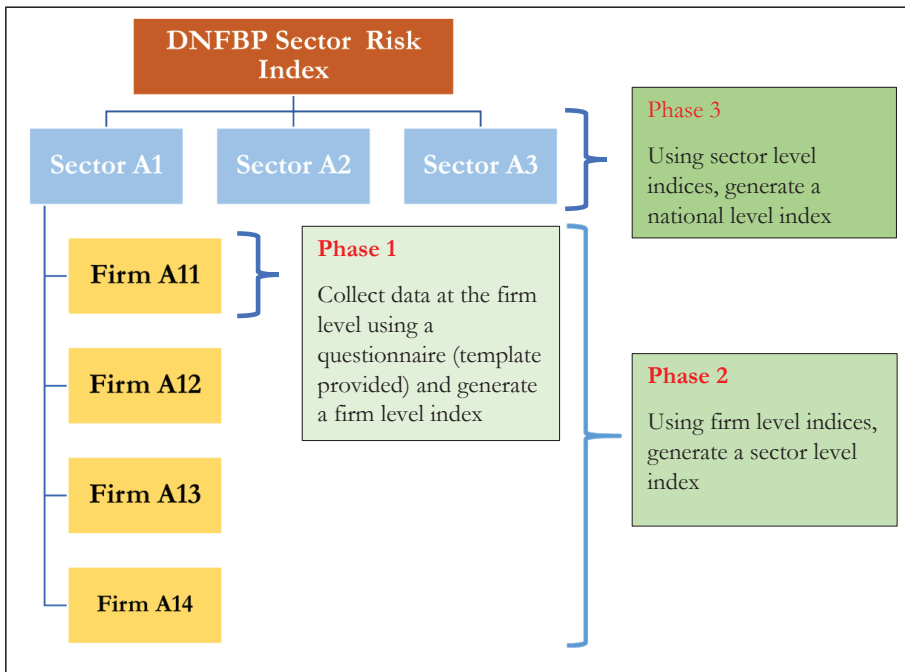 DNFBP Sector Risk
Index
Sector A1
Sector A2
Sector A3
Phase 3
Using sector level
indices, generate a
national level index
Firm A11
Firm A12
Firm A13
Firm A14
Phase 1
Collect data at the firm
level using a
questionnaire (template
provided) and generate
a firm level index
Phase 2
Using firm level indices,
generate a sector level
index